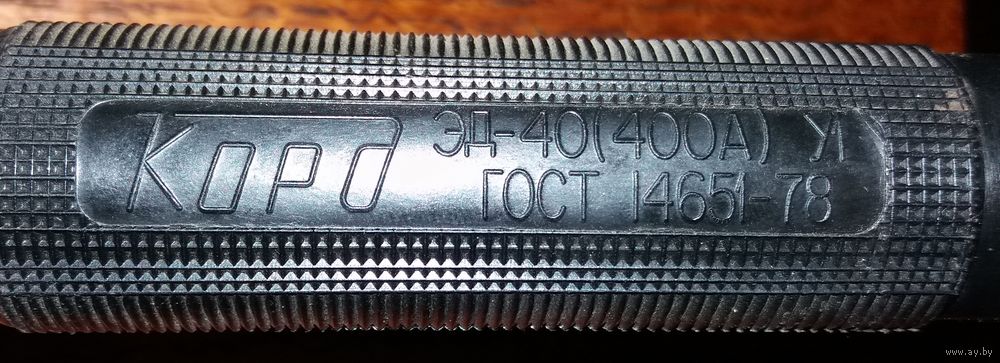 Корд
ЭД-40(400А) У1
ГОСТ 14651-78
www.ay.by